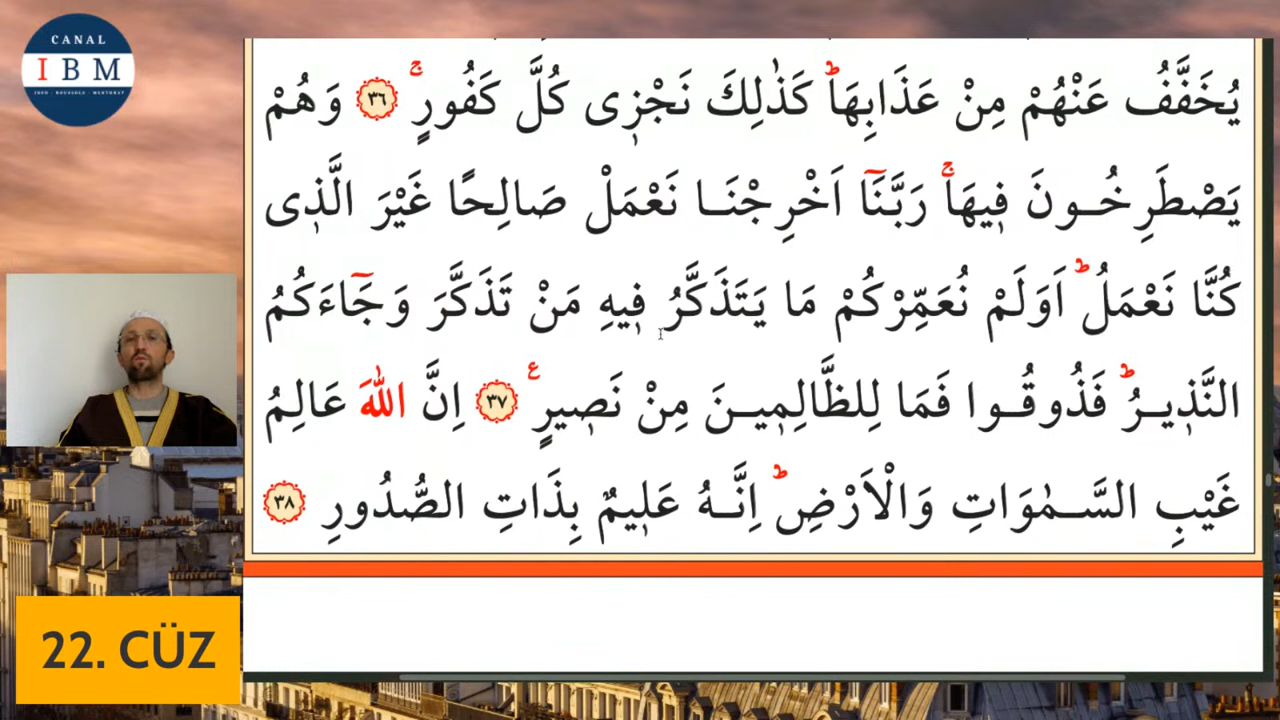 CANAL
IBM
يُخَفَّفُ عَنْهُمْ مِنْ عَذَابِهَاۜ كَذٰلِكَ نَجْزٖى كُلَّ كَفُورٍۚ ٣٦ وَهُمْ
يَصْطَرِخُونَ فٖيهَاۚ رَبَّنَٓا اَخْرِجْنَا نَعْمَلْ صَالِحًا غَيْرَ الَّذٖى
كُنَّا نَعْمَلُؕ اَوَلَمْ نُعَمِّرْكُمْ مَا يَتَذَكَّرُ فٖيهِ مَنْ تَذَكَّرَ وَجَٓاءَكُمُ
النَّذٖيرُؕ فَذُوقُوا فَمَا لِلظَّالِمٖينَ مِنْ نَصٖيرٍ ع ٣٧ اِنَّ اللّٰهَ عَالِمُ
غَيْبِ السَّمٰوَاتِ وَالْاَرْضِؕ اِنَّهُ عَلٖيمٌ بِذَاتِ الصُّدُورِ ٣٨
22. CÜZ